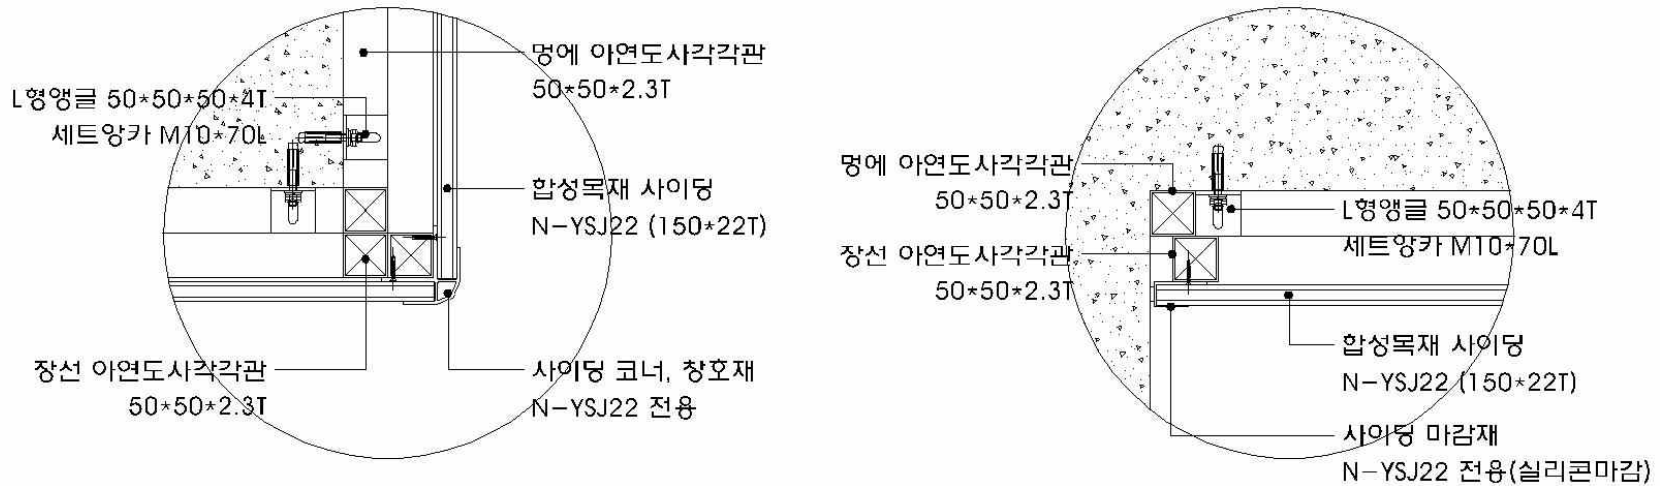 멍에 아연도사각각관
50*50*2.3T
L형앵글 50*50*50*4T
세트앙카 M10*70L
합성목재 사이딩
N-YSJ22 (150*22T)
장선 아연도사각각관
50*50*2.3T
사이딩 코너, 창호재
N-YSJ22 전용
멍에 아연도사각각관
50*50*2.3T
L형앵글 50*50*50*4T
세트앙카 M10*70L
장선 아연도사각각관
50*50*2.3T
합성목재 사이딩
N-YSJ22 (150*22T)
사이딩 마감재
N-YSJ22 전용(실리콘마감)